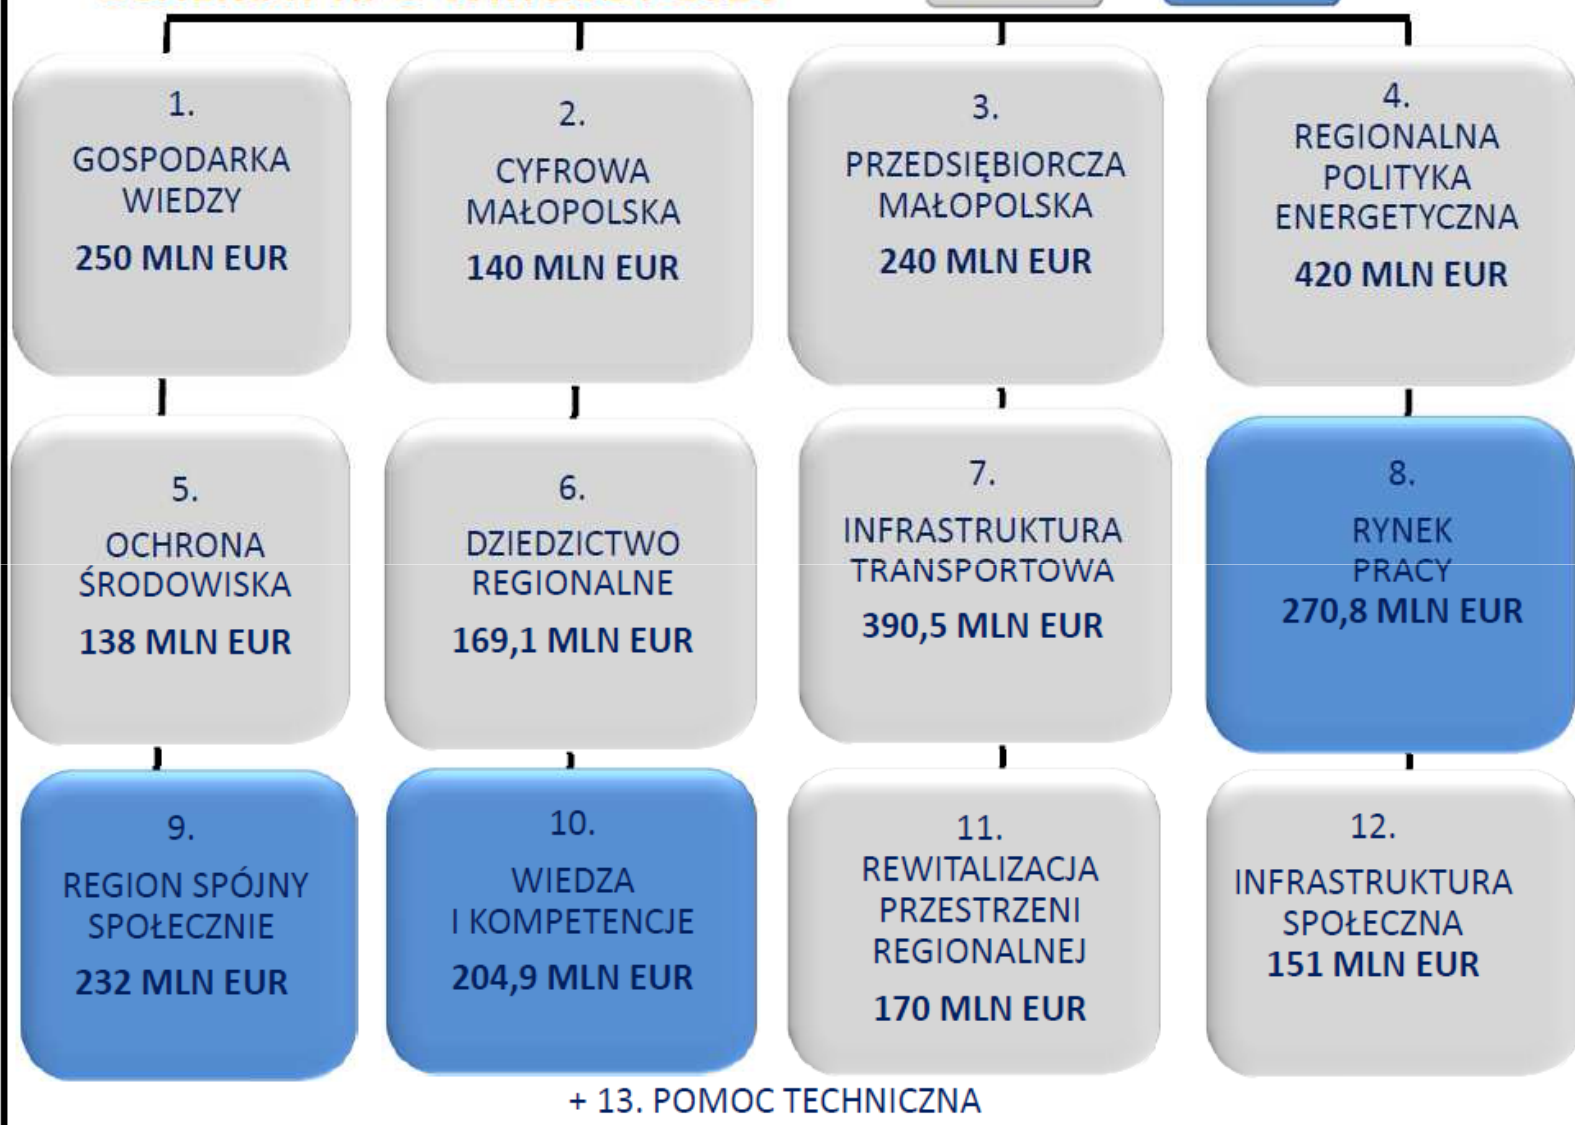 1.
GOSPODARKA
WIEDZY
250 MLN EUR
2.
CYFROWA
MAŁOPOLSKA
140 MLN EUR
3.
PRZEDSIĘBIORCZA
MAŁOPOLSKA
240 MLN EUR
4.
REGIONALNA
POLITYKA
ENERGETYCZNA
420 MLN EUR
5.
OCHRONA
ŚRODOWISKA
138 MLN EUR
6.
DZIEDZICTWO
REGIONALNE
169,1 MLN EUR
7.
INFRASTRUKTURA
TRANSPORTOWA
390,5 MLN EUR
8.
RYNEK
PRACY
270,8 MLN EUR
9.
REGION SPÓJNY
SPOŁECZNIE
232 MLN EUR
10.
WIEDZA
I KOMPETENCJE
204,9 MLN EUR
11.
REWITALIZACJA
PRZESTRZENI
REGIONALNEJ
170 MLN EUR
12.
INFRASTRUKTURA
SPOŁECZNA
151 MLN EUR
+ 13. POMOC TECHNICZNA